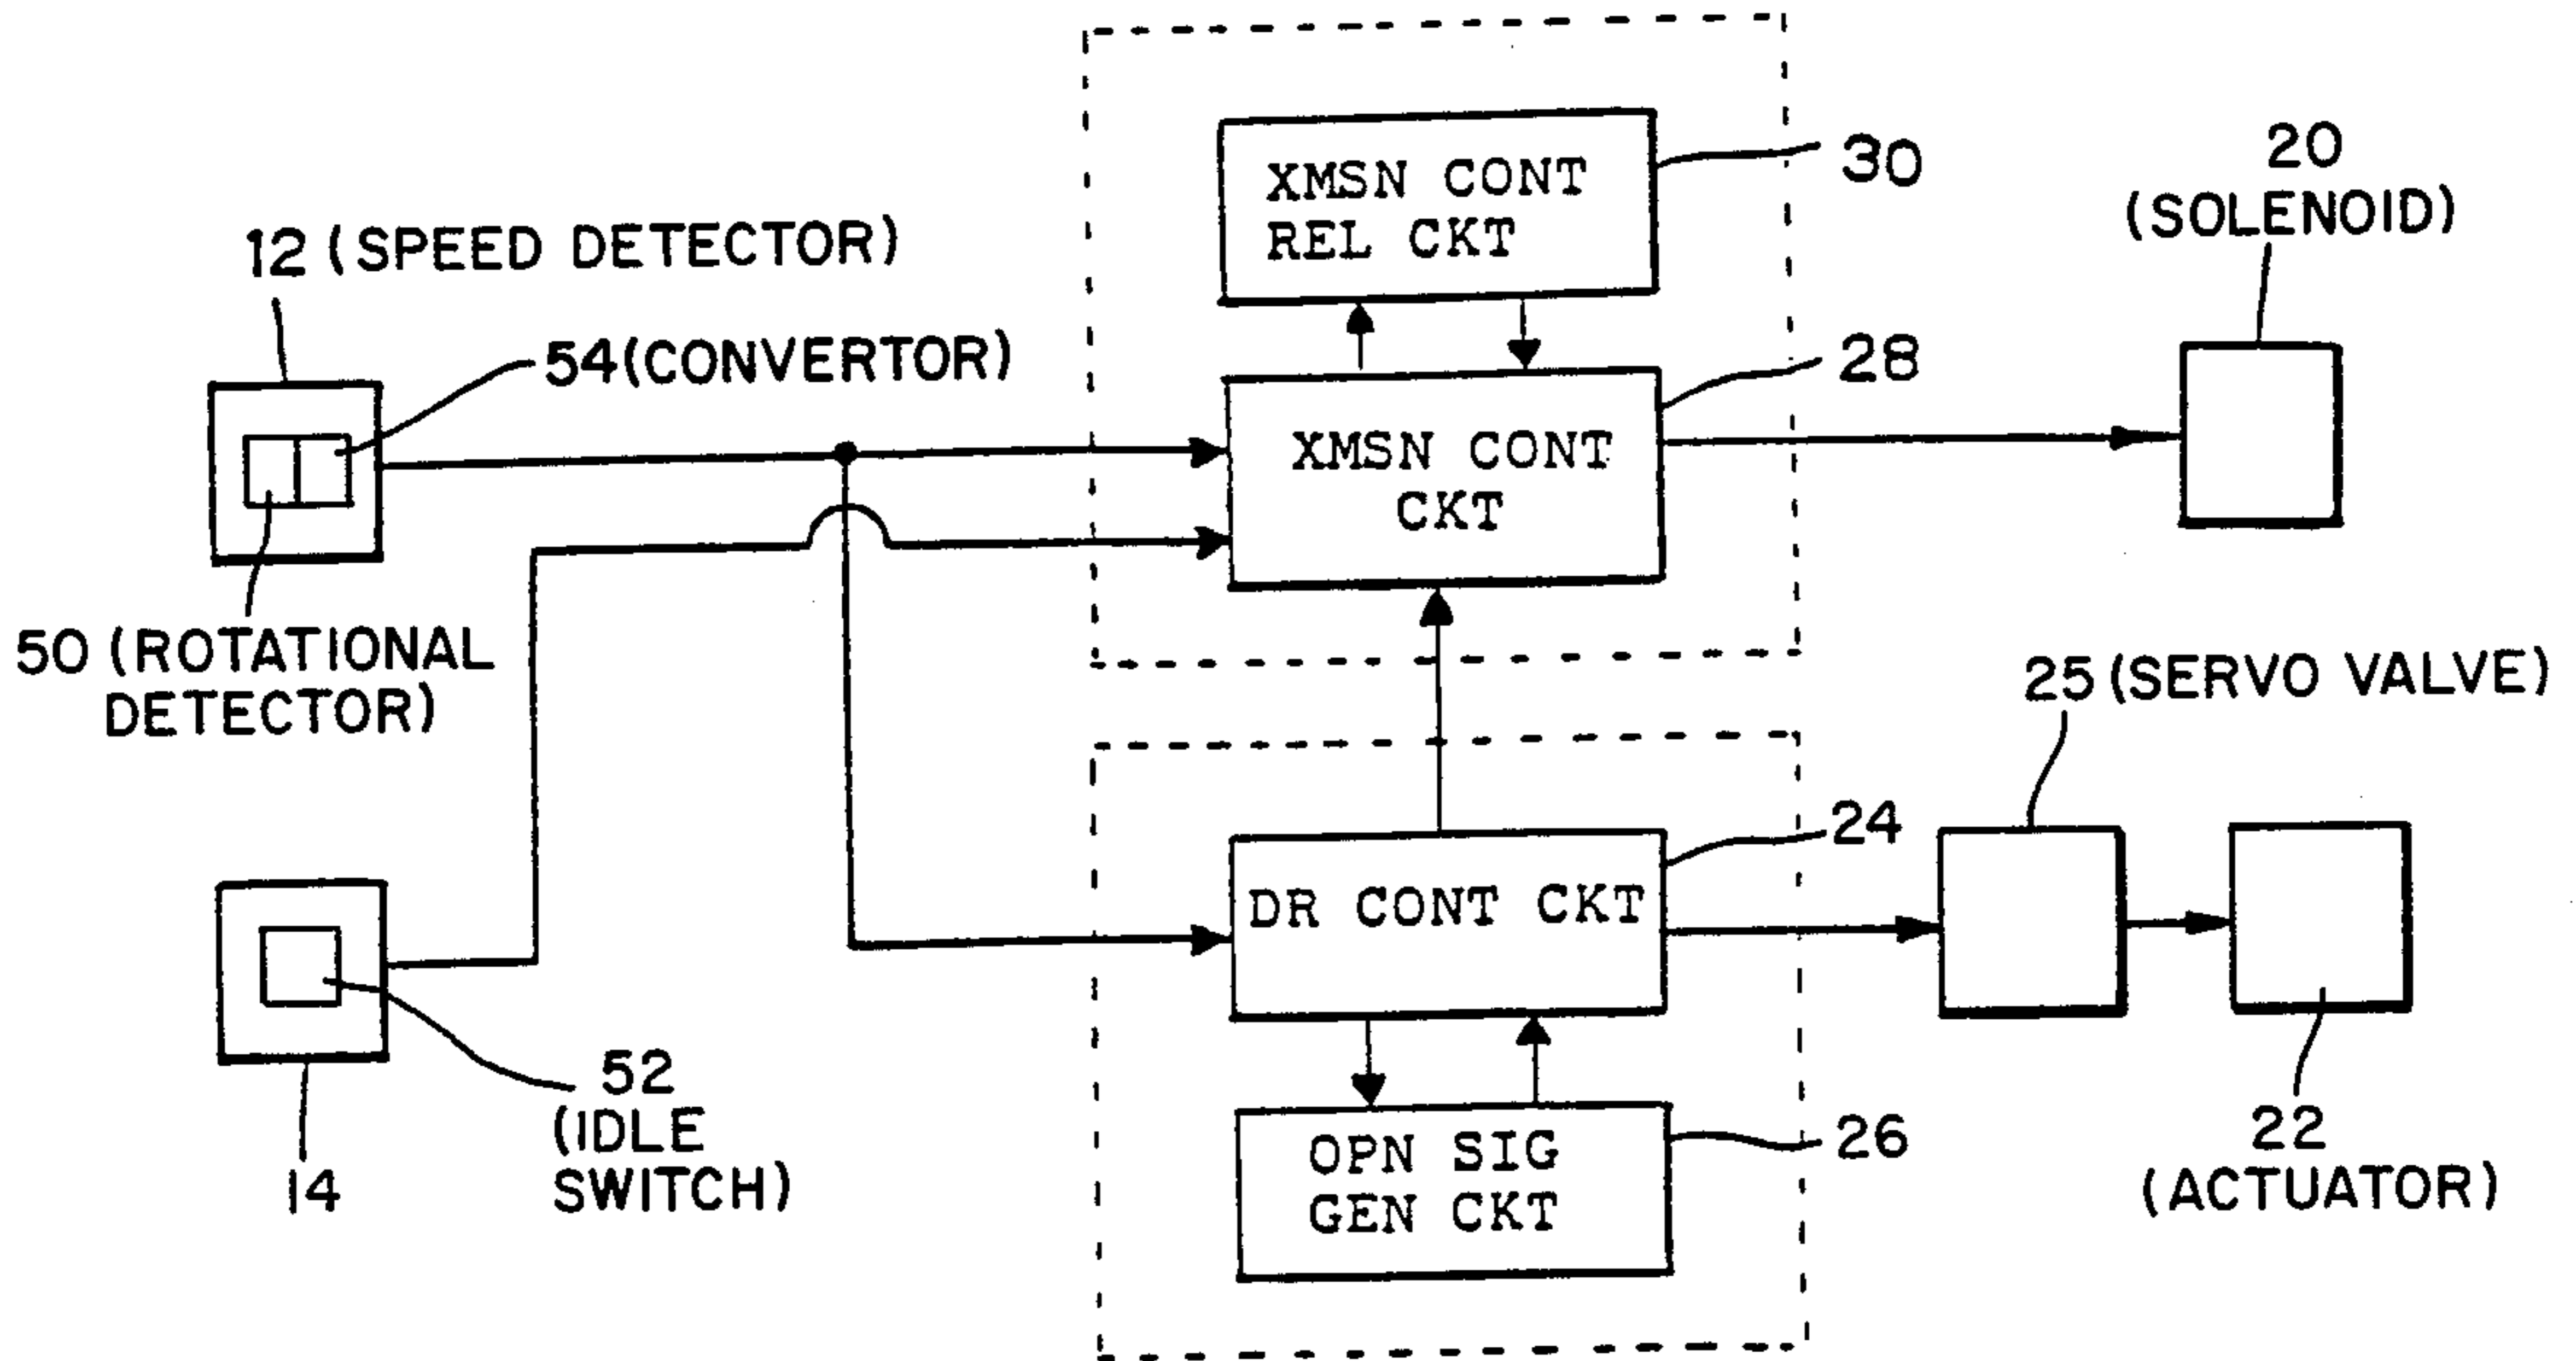 12 (SPEED DETECTOR)
54 (CONVERTOR)
50 (ROTATIONAL
DETECTOR)
52
(IDLE
SWITCH)
14
XMSN CONT
REL CKT
30
XMSN CONT
CKT
28
20
(SOLENOID)
DR CONT CKT
24
25 (SERVO VALVE)
OPN SIG
GEN CKT
26
22
(ACTUATOR)